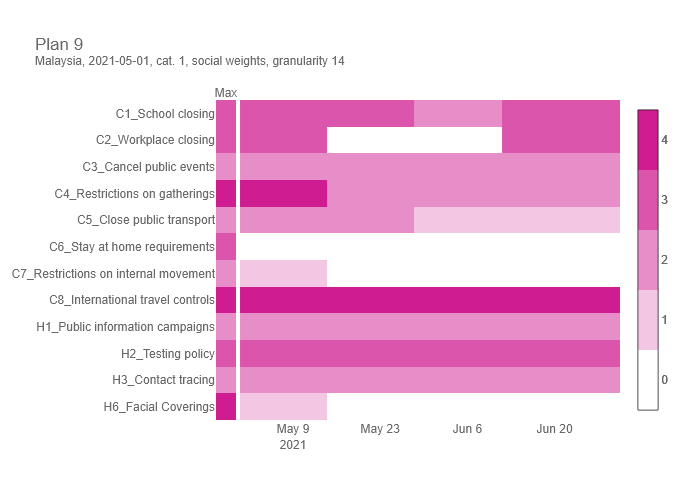 Plan 9
Malaysia, 2021-05-01, cat. 1, social weights, granularity 14
Max
C1_School closing
C2_Workplace closing
C3_Cancel public events
C4_Restrictions on gatherings
C5_Close public transport
C6_Stay at home requirements
C7_Restrictions on internal movement
C8_International travel controls
H1_Public information campaigns
H2_Testing policy
H3_Contact tracing
H6_Facial Coverings
4
3
2
1
0
May 9 May 23 Jun 6 Jun 20
2021